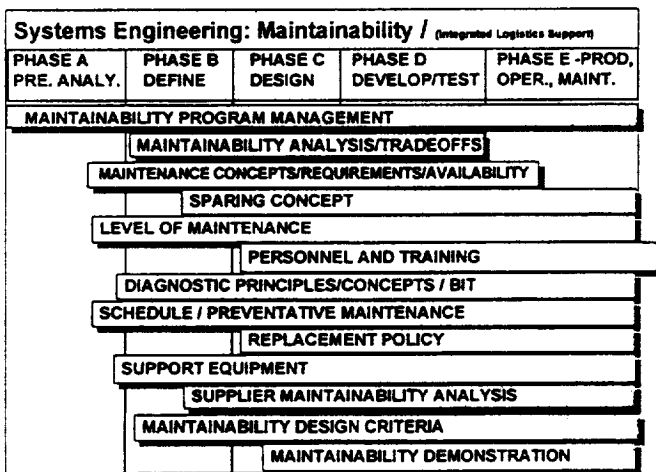 Systems Engineering: Maintainability / (Integrated Logistics Support)
PHASE A PHASE B PHASE C PHASE D PHASE E -PROD,
PRE. ANALY. DEFINE DESIGN DEVELOP/TEST OPER., MAINT.
MAINTAINABILITY PROGRAM MANAGEMENT
MAINTAINABILITY ANALYSIS/TRADEOFFS
MAINTENANCE CONCEPTS/REQUIREMENTS/AVAILABILITY
SPARING CONCEPT
LEVEL OF MAINTENANCE
PERSONNEL AND TRAINING
DIAGNOSTIC PRINCIPLES/CONCEPTS / BIT
SCHEDULE / PREVENTATIVE MAINTENANCE
REPLACEMENT POLICY
SUPPORT EQUIPMENT
SUPPLIER MAINTAINABILITY ANALYSIS
MAINTAINABILITY DESIGN CRITERIA
MAINTAINABILITY DEMONSTRATION